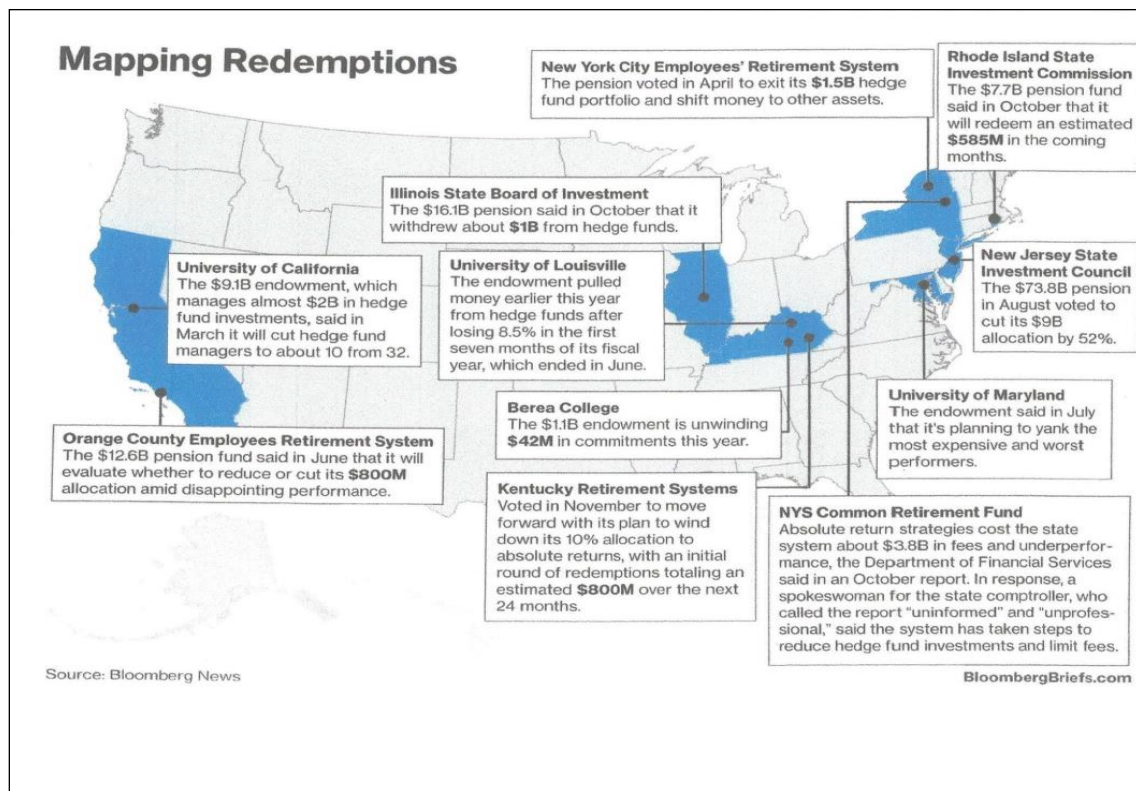 Mapping Redemptions
New York City Employees' Retirement System
The pension voted in April to exit its $1.5B hedge
fund portfolio and shift money to other assets.
Rhode Island State
Investment Commission
The $7.7B pension fund
said in October that it
will redeem an estimated
$585M in the coming
months.
Illinois State Board of Investment
The $16.1B pension said in October that it
withdrew about $1B from hedge funds.
University of California
The $9.1B endowment, which
manages almost $2B in hedge
fund investments, said in
March it will cut hedge fund
managers to about 10 from 32.
University of Louisville
The endowment pulled
money earlier this year
from hedge funds after
losing 8.5% in the first
seven months of its fiscal
year, which ended in June.
New Jersey State
Investment Council
The $73.8B pension
in August voted to
cut its $9B
allocation by 52%.
Berea College
The $1.1B endowment is unwinding
$42M in commitments this year.
University of Maryland
The endowment said in July
that it's planning to yank the
most expensive and worst
performers.
Orange County Employees Retirement System
The $12.6B pension fund said in June that it will
evaluate whether to reduce or cut its $800M
allocation amid disappointing performance.
Kentucky Retirement Systems
Voted in November to move
forward with its plan to wind
down its 10% allocation to
absolute returns, with an initial
round of redemptions totaling an
estimated $800M over the next
24 months.
NYS Common Retirement Fund
Absolute return strategies cost the state
system about $3.8B in fees and underperfor-
mance, the Department of Financial Services
said in an October report. In response, a
spokeswoman for the state comptroller, who
called the report "uninformed" and "unprofes-
sional," said the system has taken steps to
reduce hedge fund investments and limit fees.
Source: Bloomberg News
BloombergBriefs.com